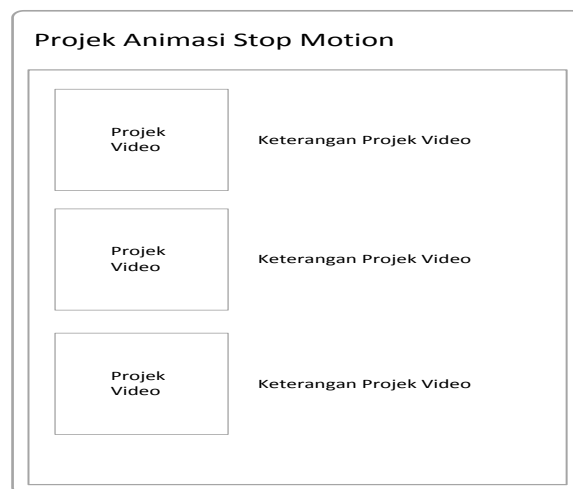 Projek Animasi Stop Motion
Projek
Video
Keterangan Projek Video
Projek
Video
Keterangan Projek Video
Projek
Video
Keterangan Projek Video